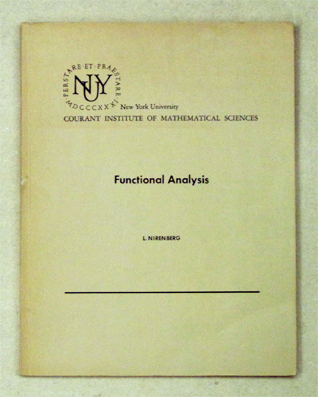 PERSTARE·ET·PRAESTARE
NYU
MDCCCXXXI
New York University
COURANT INSTITUTE OF MATHEMATICAL SCIENCES
Functional Analysis
L. NIRENBERG